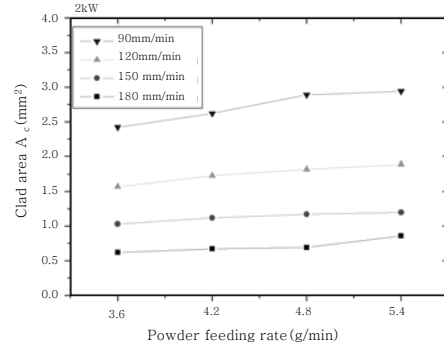 2kW
4.0
3.5
3.0
2.5
2.0
1.5
1.0
0.5
0.0
Clad area A c (mm²)
90mm/min
120mm/min
150 mm/min
180 mm/min
3.6 4.2 4.8 5.4
Powder feeding rate (g/min)